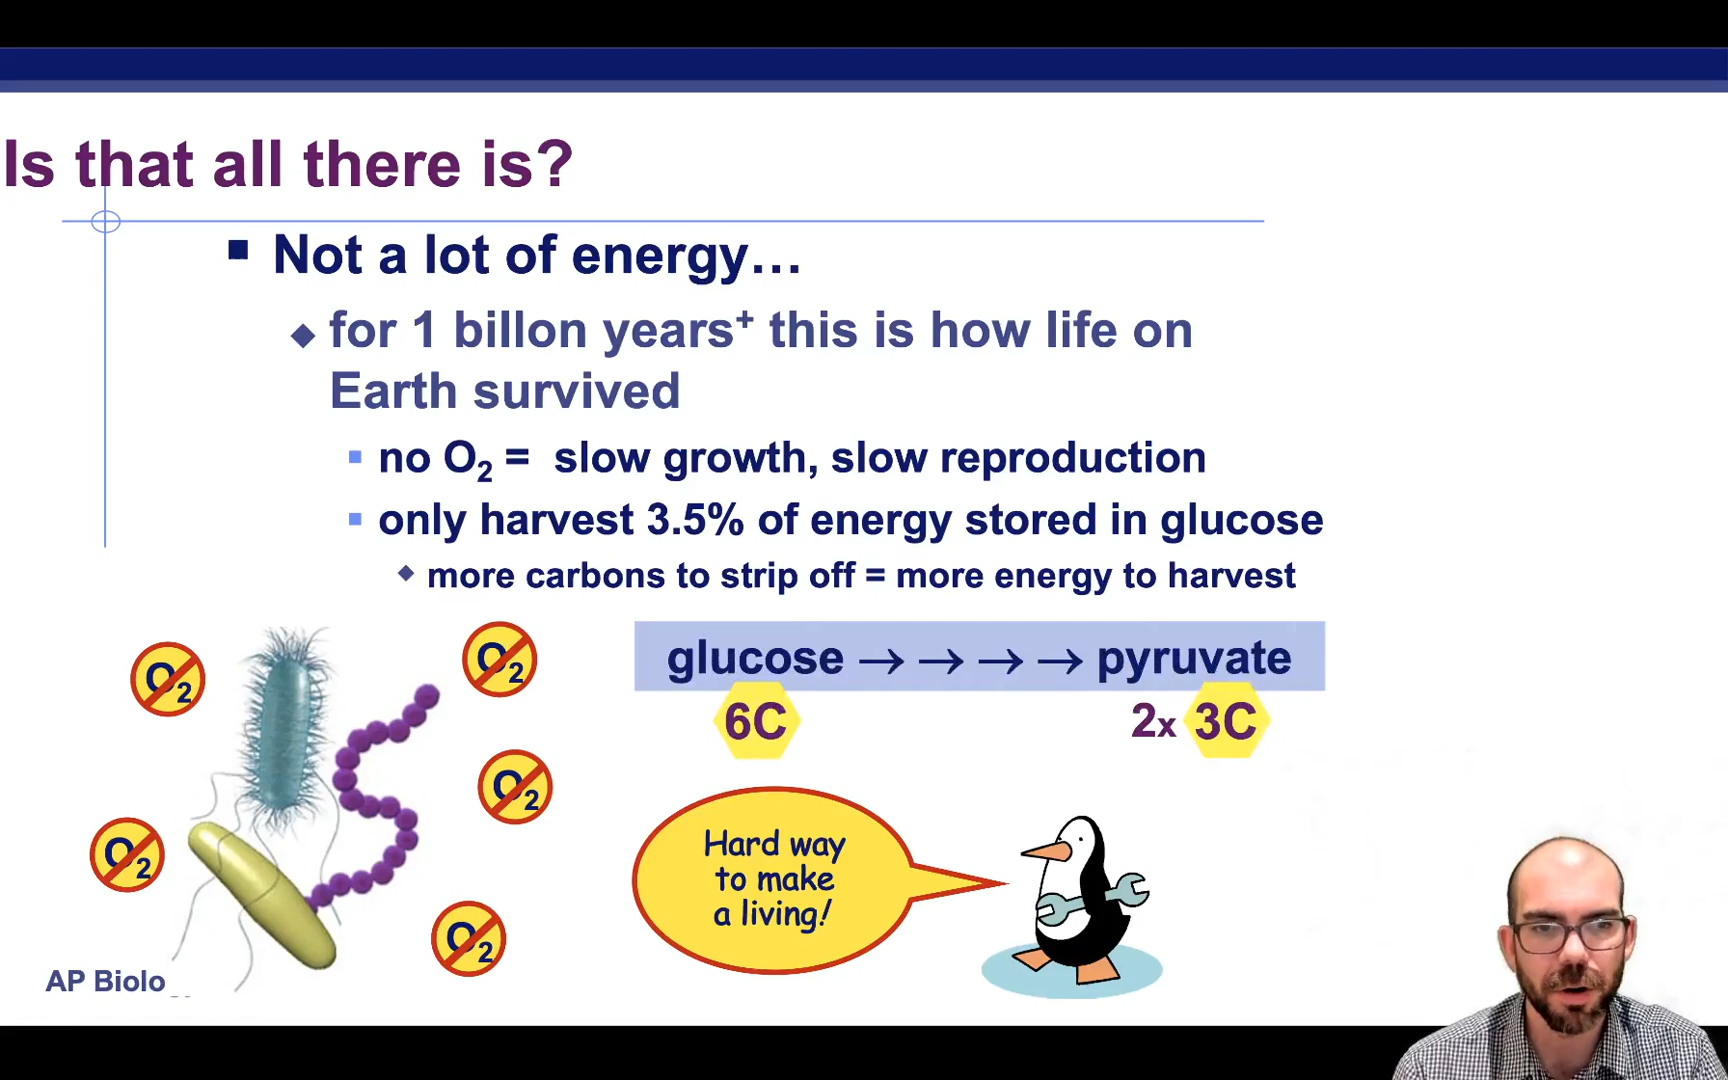 Is that all there is?
Not a lot of energy…
for 1 billon years⁺ this is how life on
Earth survived
no O₂ = slow growth, slow reproduction
only harvest 3.5% of energy stored in glucose
more carbons to strip off = more energy to harvest
glucose → → → → pyruvate
6C
2x 3C
O₂
O₂
O₂
O₂
O₂
Hard way
to make
a living!
AP Biolo